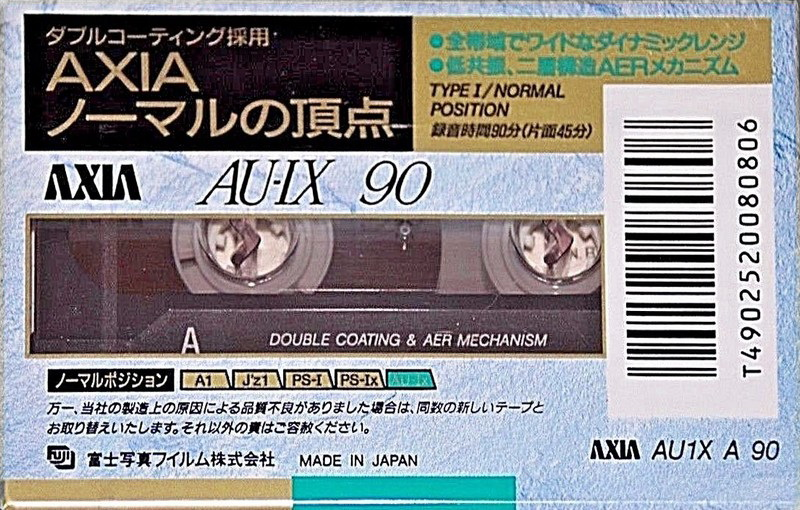 ダブルコーティング採用
AXIA
ノーマルの頂点
●全帯域でワイドなダイナミックレンジ
●低共振、二層構造AERメカニズム
TYPE I/NORMAL
POSITION
録音時間90分(片面45分)
AXIA AU-IX 90
A DOUBLE COATING & AER MECHANISM
T4902520080806
ノーマルポジション A1 J'z1 PS-I PS-Ix AU-Ix
万一、当社の製造上の原因による品質不良がありました場合は、同数の新しいテープと
お取り替えいたします。それ以外の責はご容赦ください。
FUJI 富士写真フイルム株式会社 MADE IN JAPAN
AXIA AU1X A 90